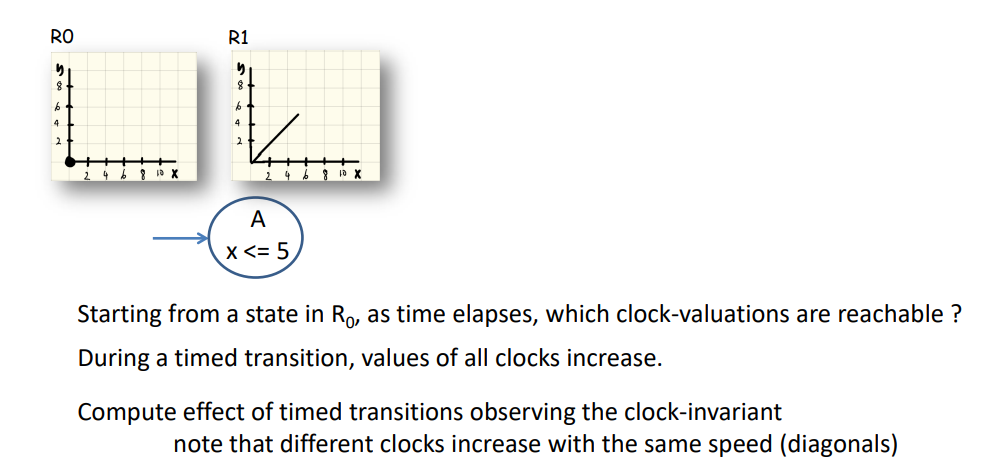 R0
R1
y
8
6
4
2
2 4 6 8 10 x
y
8
6
4
2
2 4 6 8 10 x
A
x <= 5
Starting from a state in R0, as time elapses, which clock-valuations are reachable ?
During a timed transition, values of all clocks increase.
Compute effect of timed transitions observing the clock-invariant
note that different clocks increase with the same speed (diagonals)